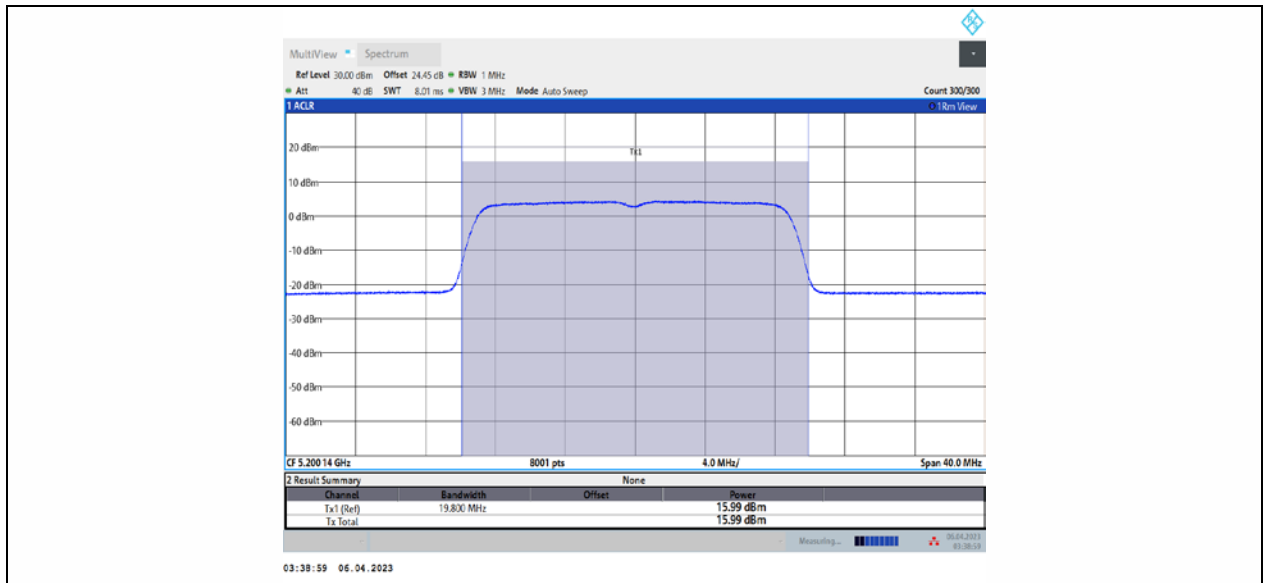 MultiView Spectrum
Ref Level 30.00 dBm Offset 24.45 dB RBW 1 MHz
Att 40 dB SWT 8.01 ms VBW 3 MHz Mode Auto Sweep Count 300/300
1 ACLR 1Rm View
20 dBm
Tx1
10 dBm
0 dBm
-10 dBm
-20 dBm
-30 dBm
-40 dBm
-50 dBm
-60 dBm
CF 5.200 14 GHz 8001 pts 4.0 MHz/ Span 40.0 MHz
2 Result Summary None
Channel Bandwidth Offset Power
Tx1 (Ref) 19.800 MHz 15.99 dBm
Tx Total 15.99 dBm
Measuring... 06.04.2023
03:38:59
03:38:59 06.04.2023